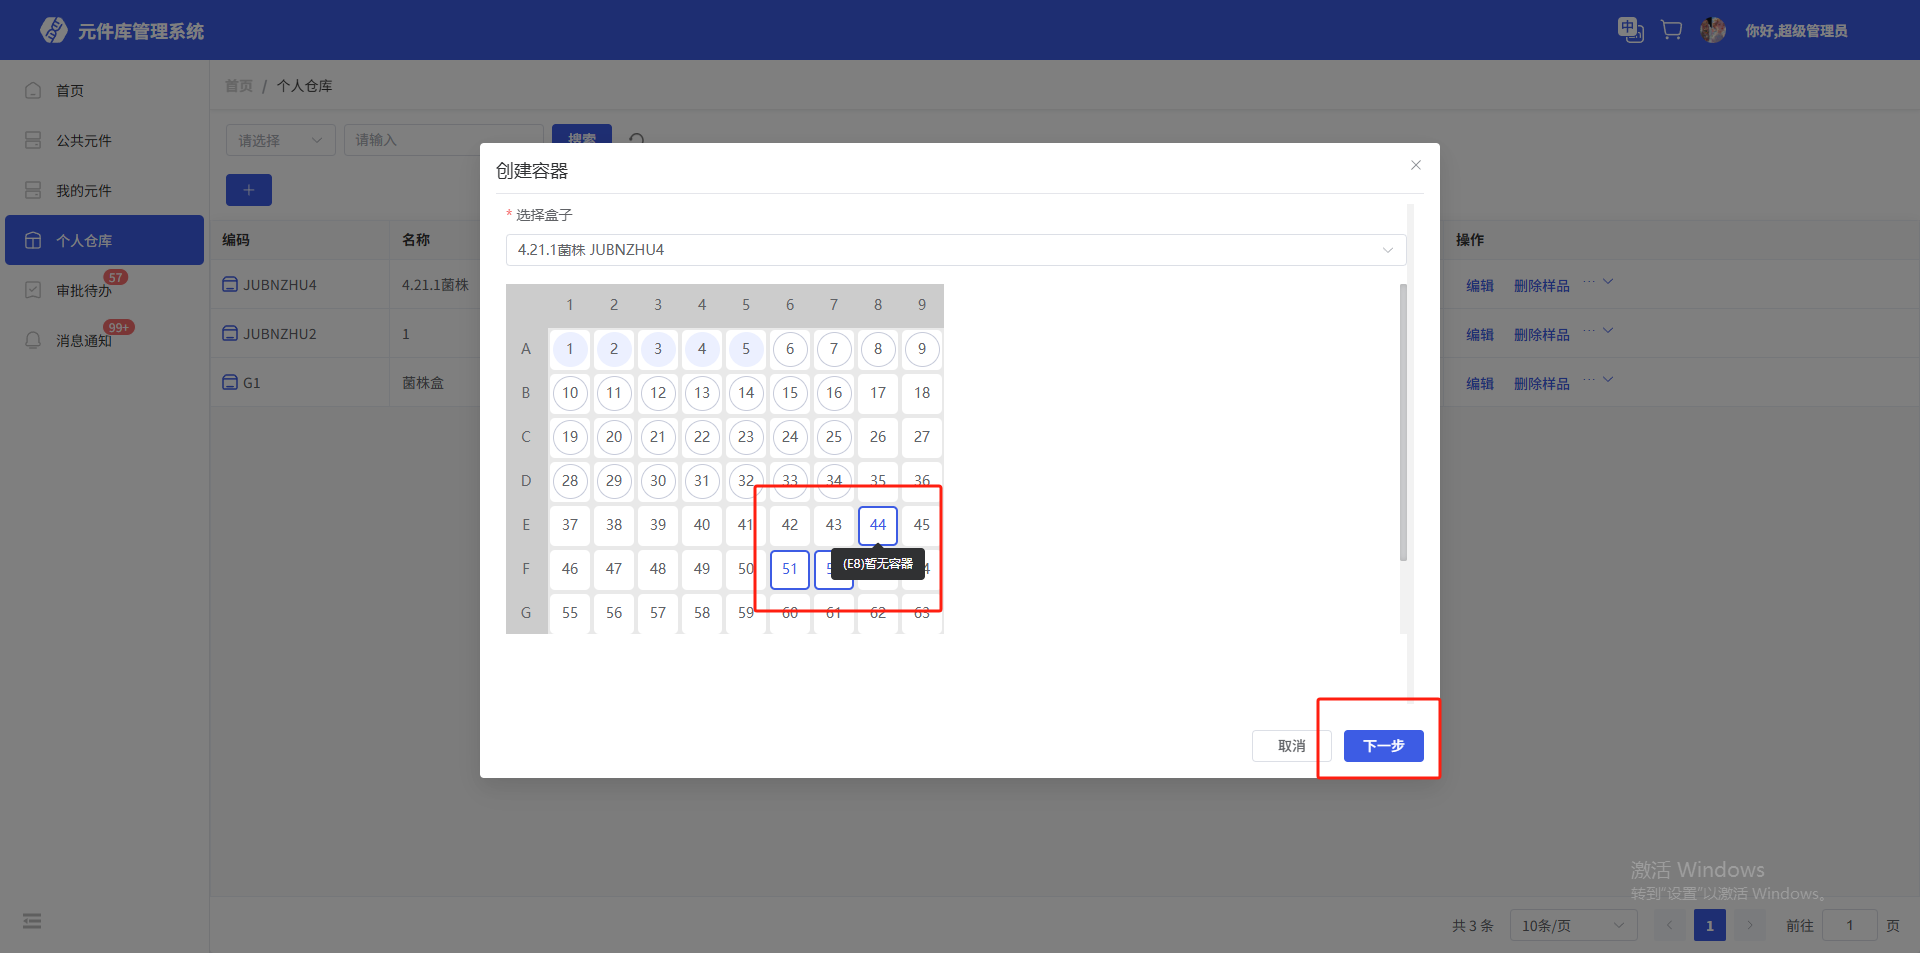 元件库管理系统
中
你好,超级管理员
首页
公共元件
我的元件
个人仓库
审批待办
57
消息通知
99+
首页 / 个人仓库
请选择
请输入
搜索
编码
名称
操作
JUBNZHU4
4.21.1菌株
编辑 删除样品 ...
JUBNZHU2
1
编辑 删除样品 ...
G1
菌株盒
编辑 删除样品 ...
创建容器
* 选择盒子
4.21.1菌株 JUBNZHU4
1 2 3 4 5 6 7 8 9
A 1 2 3 4 5 6 7 8 9
B 10 11 12 13 14 15 16 17 18
C 19 20 21 22 23 24 25 26 27
D 28 29 30 31 32 33 34 35 36
E 37 38 39 40 41 42 43 44 45
(E8)暂无容器
F 46 47 48 49 50 51
G 55 56 57 58 59 60 61 62 63
取消
下一步
激活 Windows
转到"设置"以激活 Windows。
共 3 条
10条/页
1
前往 1 页